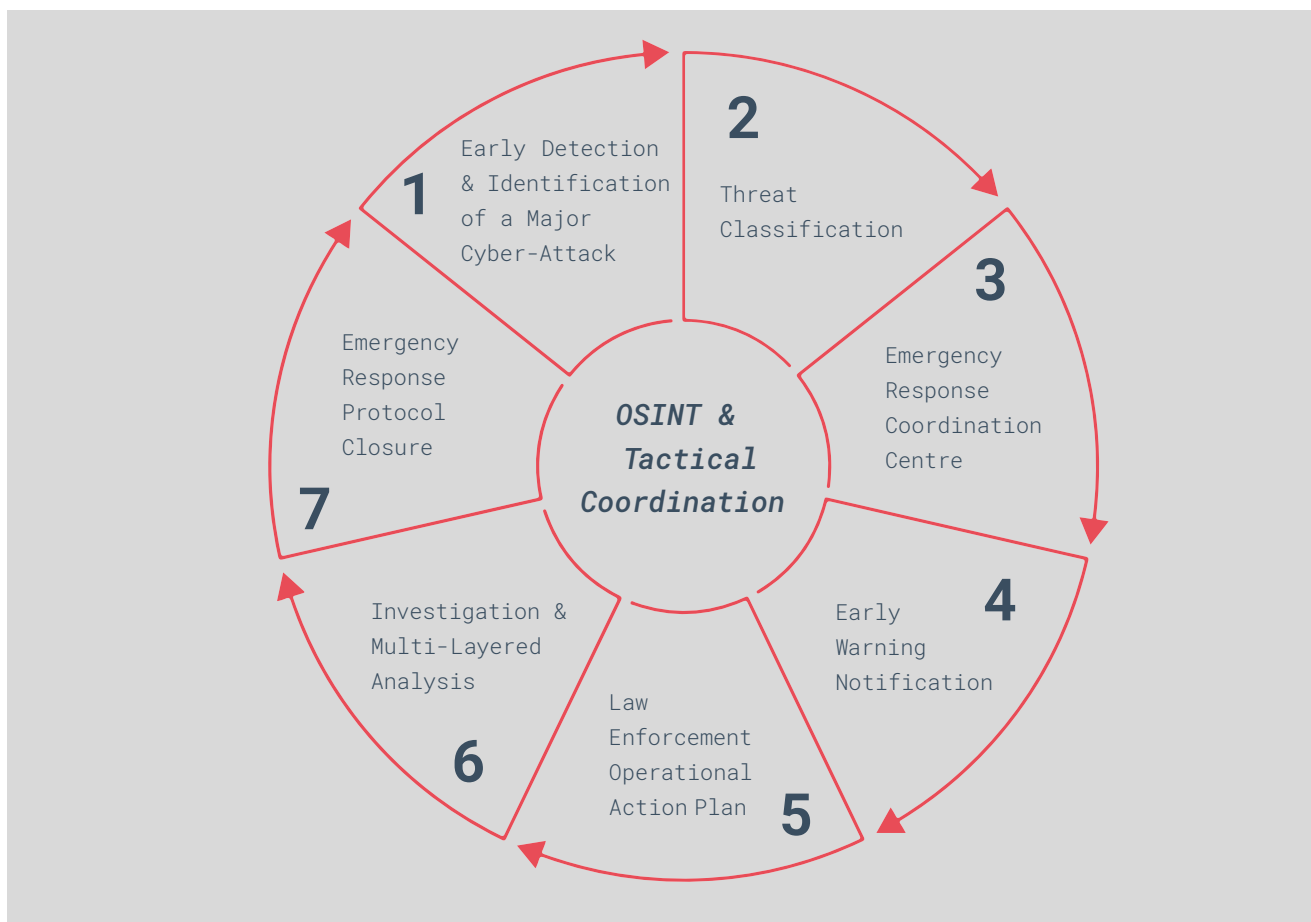 1
Early Detection
& Identification
of a Major
Cyber-Attack
2
Threat
Classification
3
Emergency
Response
Coordination
Centre
4
Early
Warning
Notification
5
Law
Enforcement
Operational
Action Plan
6
Investigation &
Multi-Layered
Analysis
7
Emergency
Response
Protocol
Closure
OSINT &
Tactical
Coordination